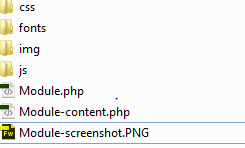 css
fonts
img
js
Module.php
Module-content.php
Module-screenshot.PNG